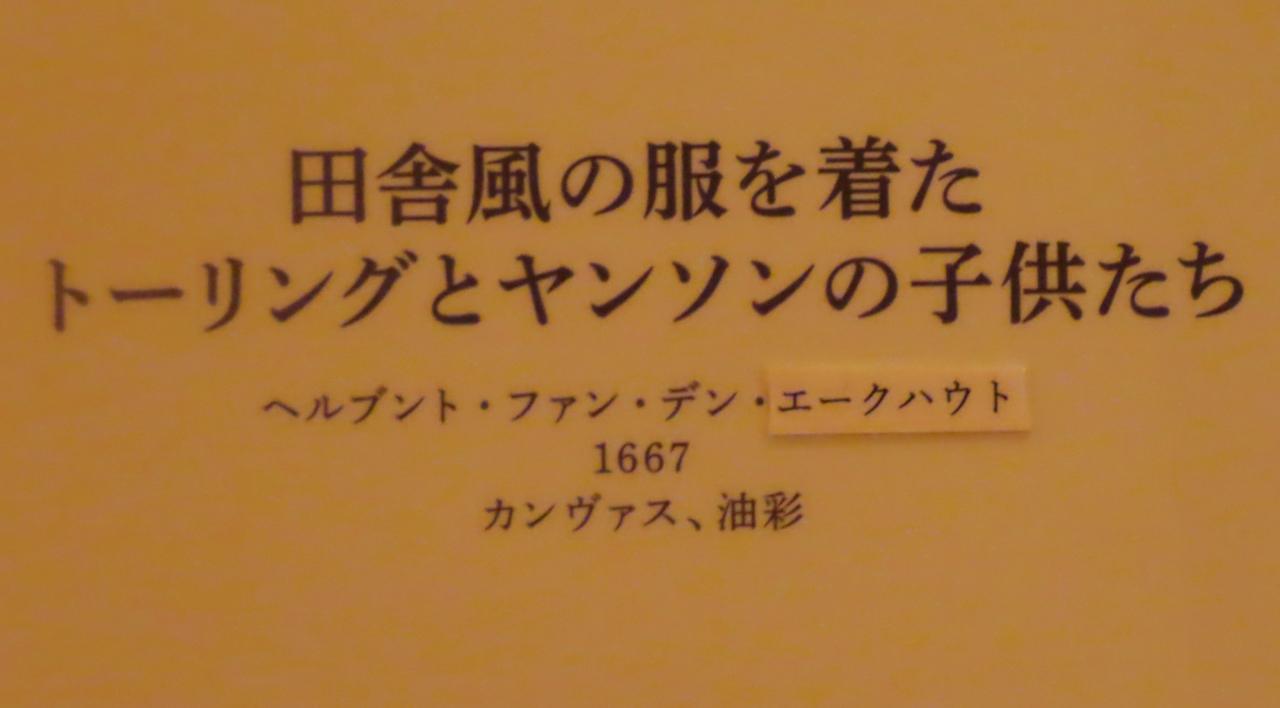 田舎風の服を着た
トーリングとヤンソンの子供たち
ヘルブント・ファン・デン・エークハウト
1667
カンヴァス、油彩